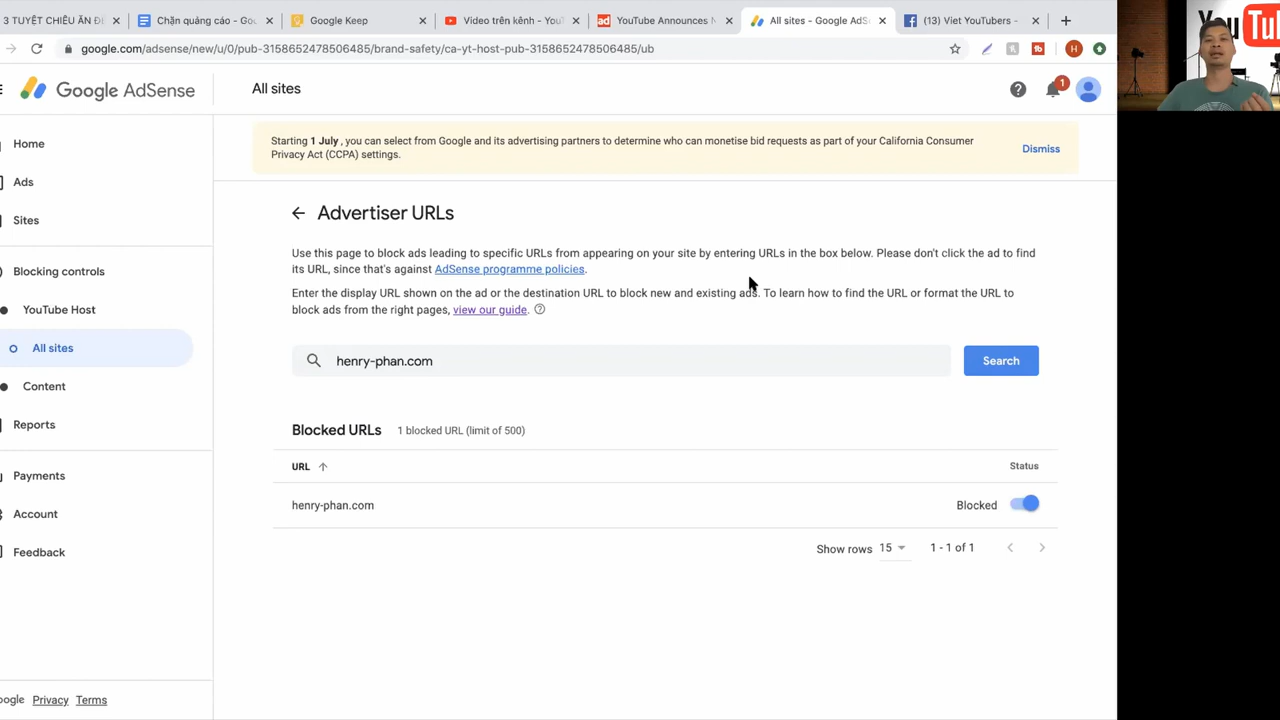 3 TUYỆT CHIÊU ĂN Đ
Chặn quảng cáo - Go
Google Keep
Video trên kênh - You
YouTube Announces N
All sites - Google AdS
(13) Viet YouTubers -
google.com/adsense/new/u/0/pub-3158652478506485/brand-safety/ca-yt-host-pub-3158652478506485/ub
H
You
Tu
Google AdSense
All sites
1
Home
Ads
Sites
Blocking controls
YouTube Host
All sites
Content
Reports
Payments
Account
Feedback
oogle Privacy Terms
Starting 1 July , you can select from Google and its advertising partners to determine who can monetise bid requests as part of your California Consumer
Privacy Act (CCPA) settings.
Dismiss
Advertiser URLs
Use this page to block ads leading to specific URLs from appearing on your site by entering URLs in the box below. Please don't click the ad to find
its URL, since that's against AdSense programme policies.
Enter the display URL shown on the ad or the destination URL to block new and existing ads. To learn how to find the URL or format the URL to
block ads from the right pages, view our guide.
henry-phan.com
Search
Blocked URLs 1 blocked URL (limit of 500)
URL Status
henry-phan.com Blocked
Show rows 15 1 - 1 of 1